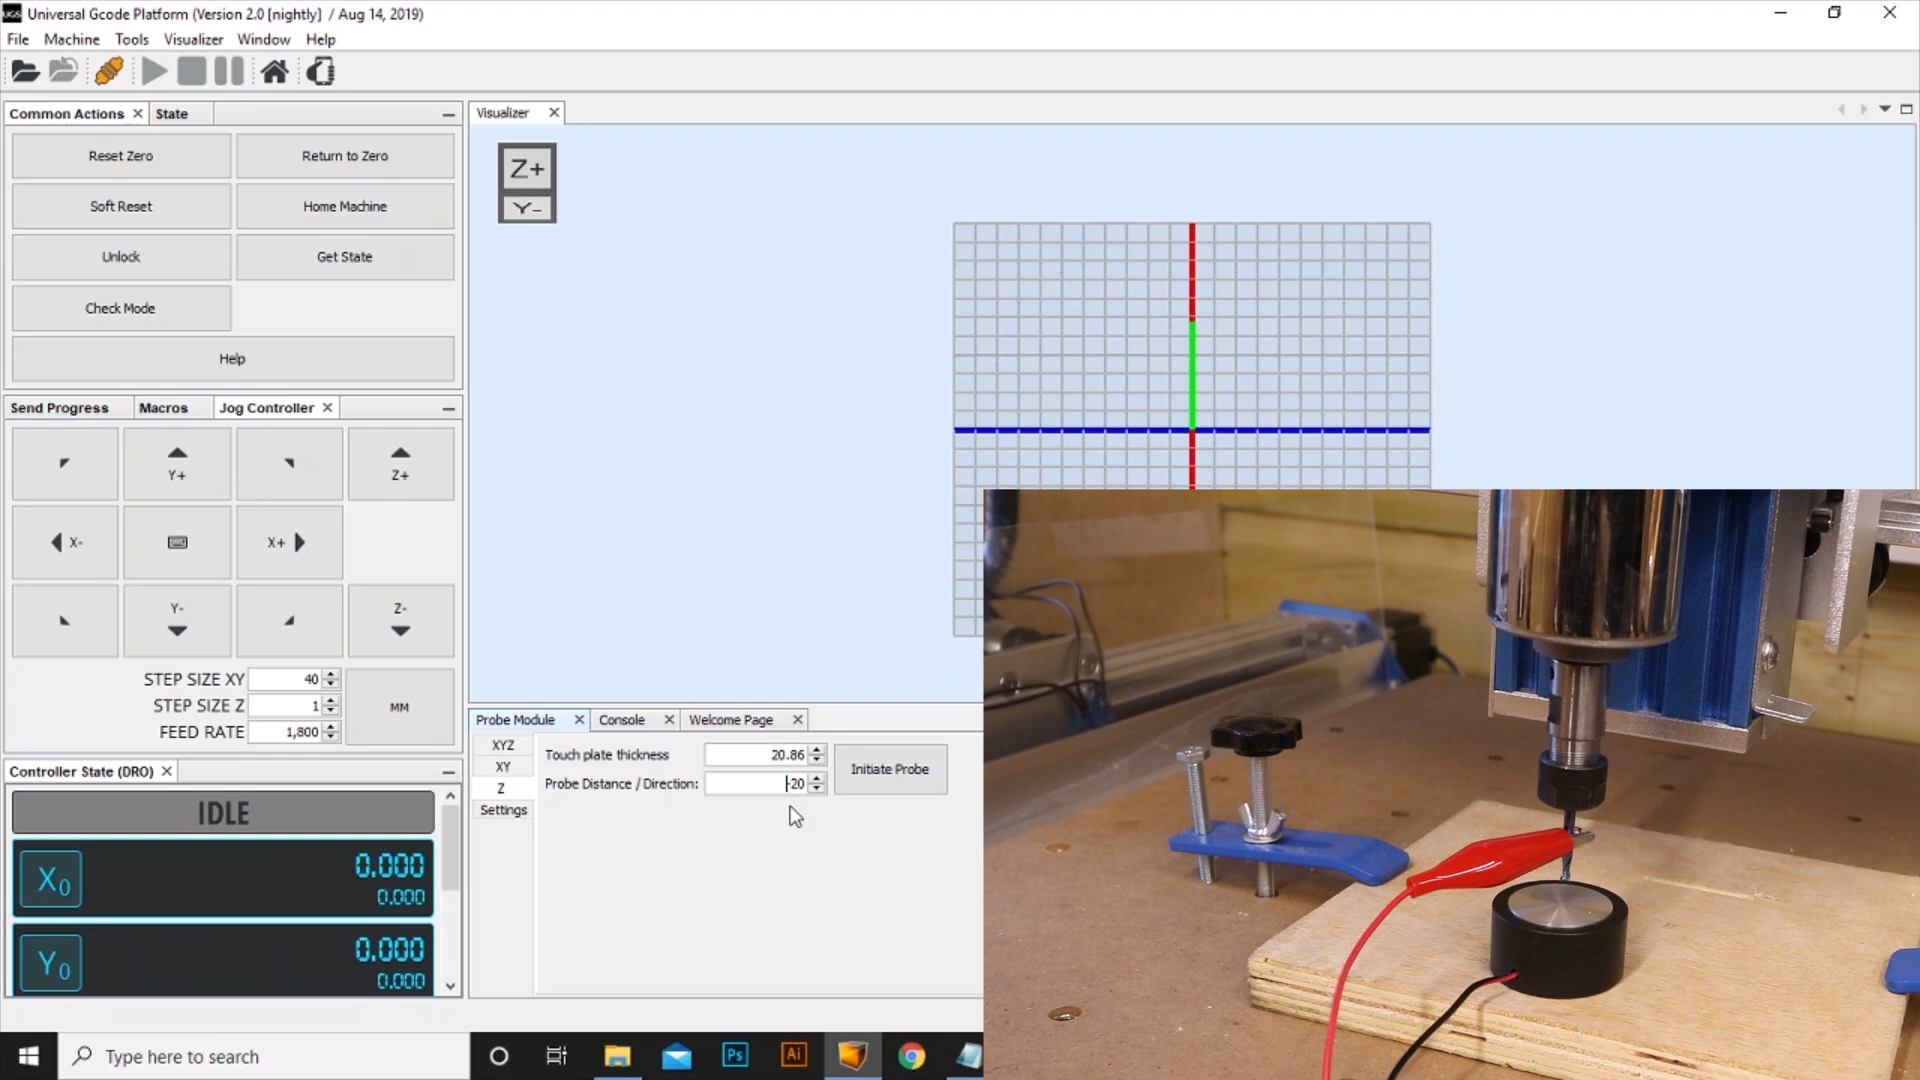 UGS Universal Gcode Platform (Version 2.0 [nightly] / Aug 14, 2019)
File Machine Tools Visualizer Window Help
Common Actions State
Reset Zero Return to Zero
Soft Reset Home Machine
Unlock Get State
Check Mode
Help
Send Progress Macros Jog Controller
Y+ Z+
X- X+
Y- Z-
STEP SIZE XY 40
STEP SIZE Z 1
FEED RATE 1,800
MM
Controller State (DRO)
IDLE
X0 0.000
0.000
Y0 0.000
0.000
Visualizer
Z+
Y-
Probe Module Console Welcome Page
XYZ
XY
Z
Settings
Touch plate thickness 20.86
Probe Distance / Direction: -20
Initiate Probe
Type here to search
Ps Ai